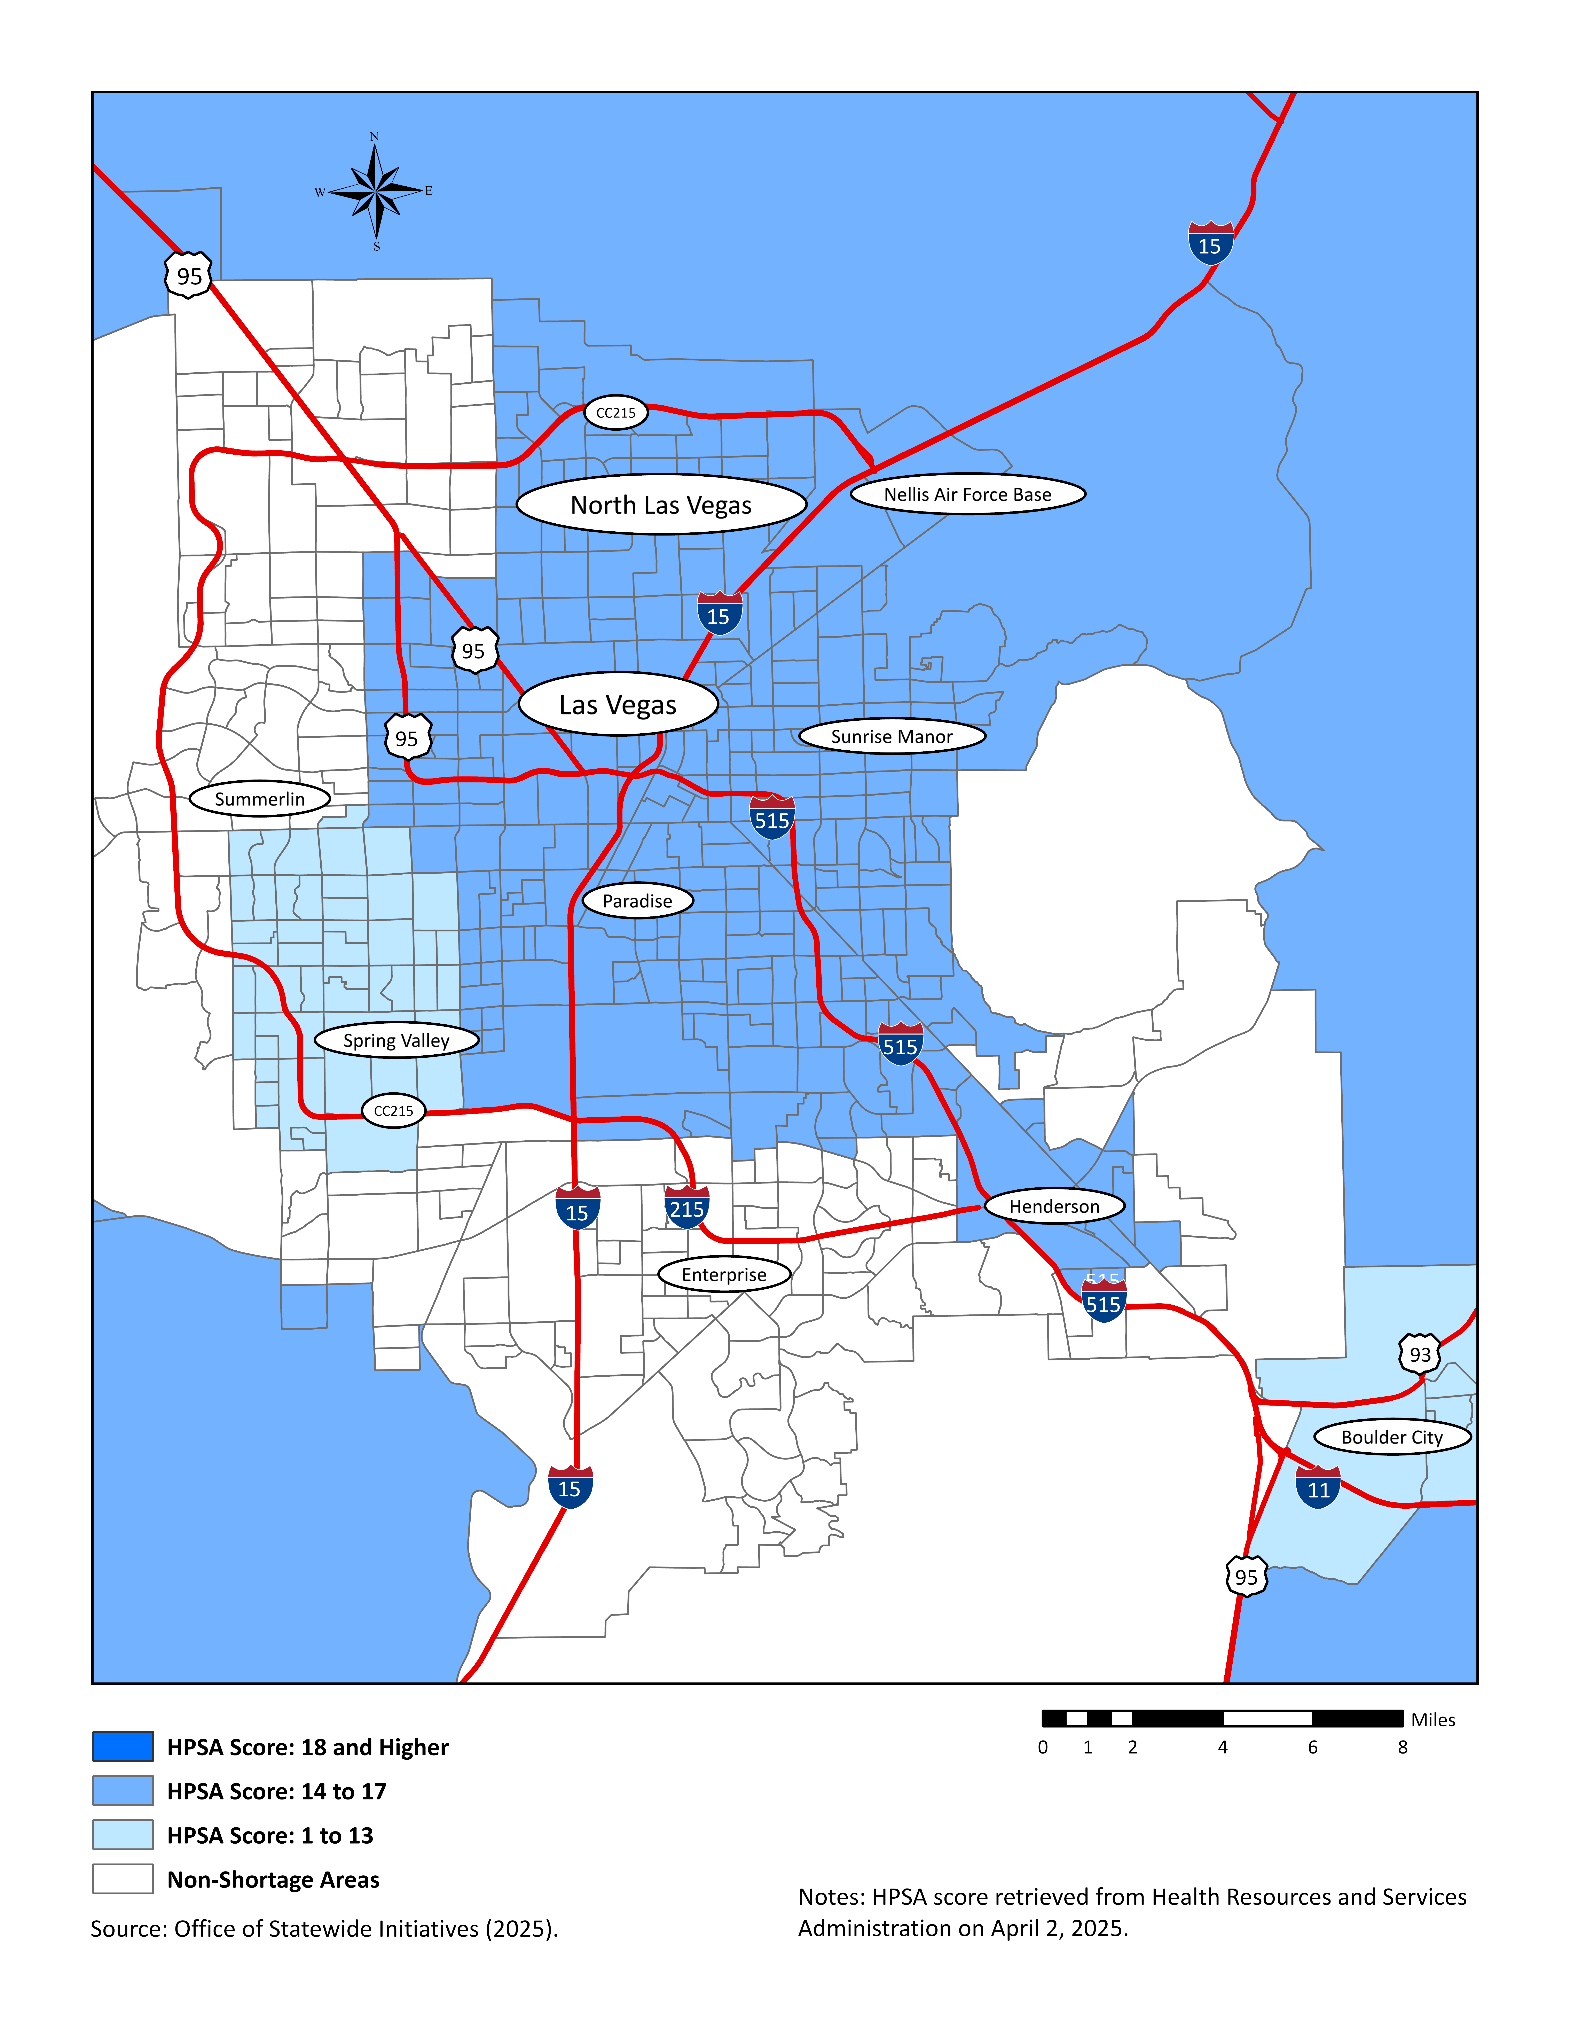 N
W
E
S
95
15
CC215
North Las Vegas
Nellis Air Force Base
15
95
Las Vegas
95
Sunrise Manor
Summerlin
515
Paradise
Spring Valley
515
CC215
15
215
Henderson
Enterprise
515
515
93
Boulder City
15
11
95
Miles
0 1 2 4 6 8
HPSA Score: 18 and Higher
HPSA Score: 14 to 17
HPSA Score: 1 to 13
Non-Shortage Areas
Source: Office of Statewide Initiatives (2025).
Notes: HPSA score retrieved from Health Resources and Services
Administration on April 2, 2025.